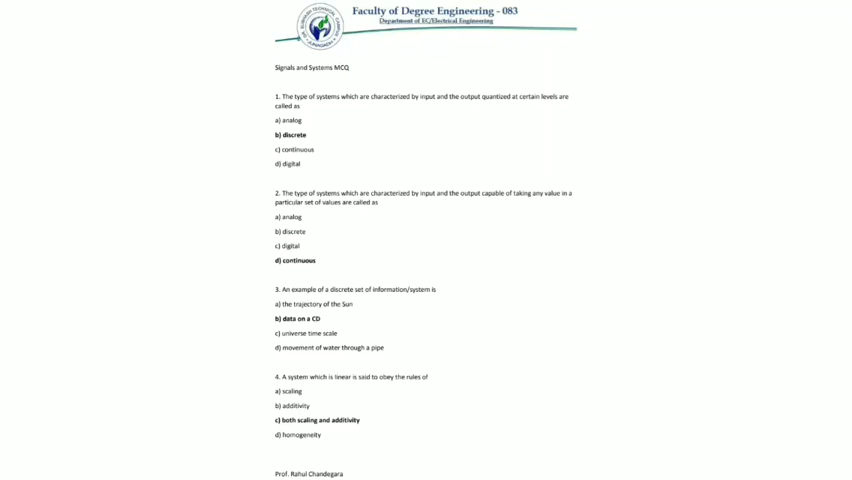 Faculty of Degree Engineering - 083
Department of EC/Electrical Engineering
Signals and Systems MCQ
1. The type of systems which are characterized by input and the output quantized at certain levels are
called as
a) analog
b) discrete
c) continuous
d) digital
2. The type of systems which are characterized by input and the output capable of taking any value in a
particular set of values are called as
a) analog
b) discrete
c) digital
d) continuous
3. An example of a discrete set of information/system is
a) the trajectory of the Sun
b) data on a CD
c) universe time scale
d) movement of water through a pipe
4. A system which is linear is said to obey the rules of
a) scaling
b) additivity
c) both scaling and additivity
d) homogeneity
Prof. Rahul Chandegara